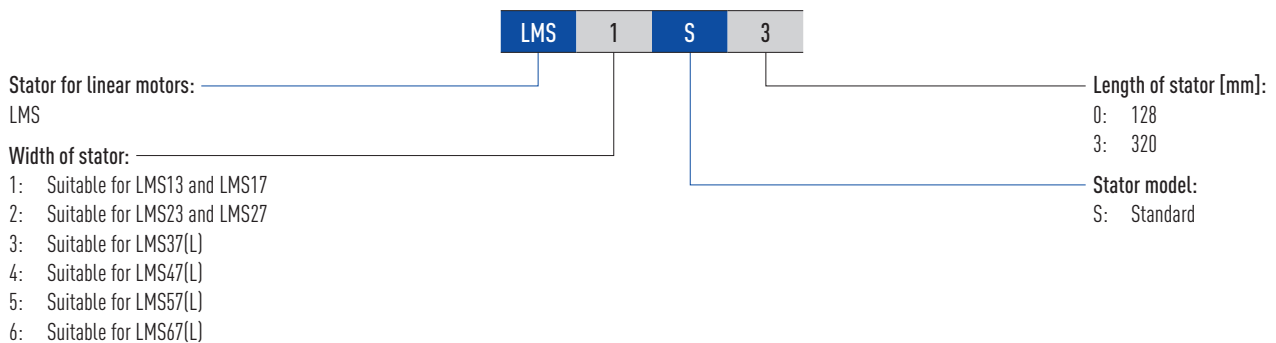 LMS 1 S 3
Stator for linear motors:
LMS
Width of stator:
1: Suitable for LMS13 and LMS17
2: Suitable for LMS23 and LMS27
3: Suitable for LMS37(L)
4: Suitable for LMS47(L)
5: Suitable for LMS57(L)
6: Suitable for LMS67(L)
Length of stator [mm]:
0: 128
3: 320
Stator model:
S: Standard